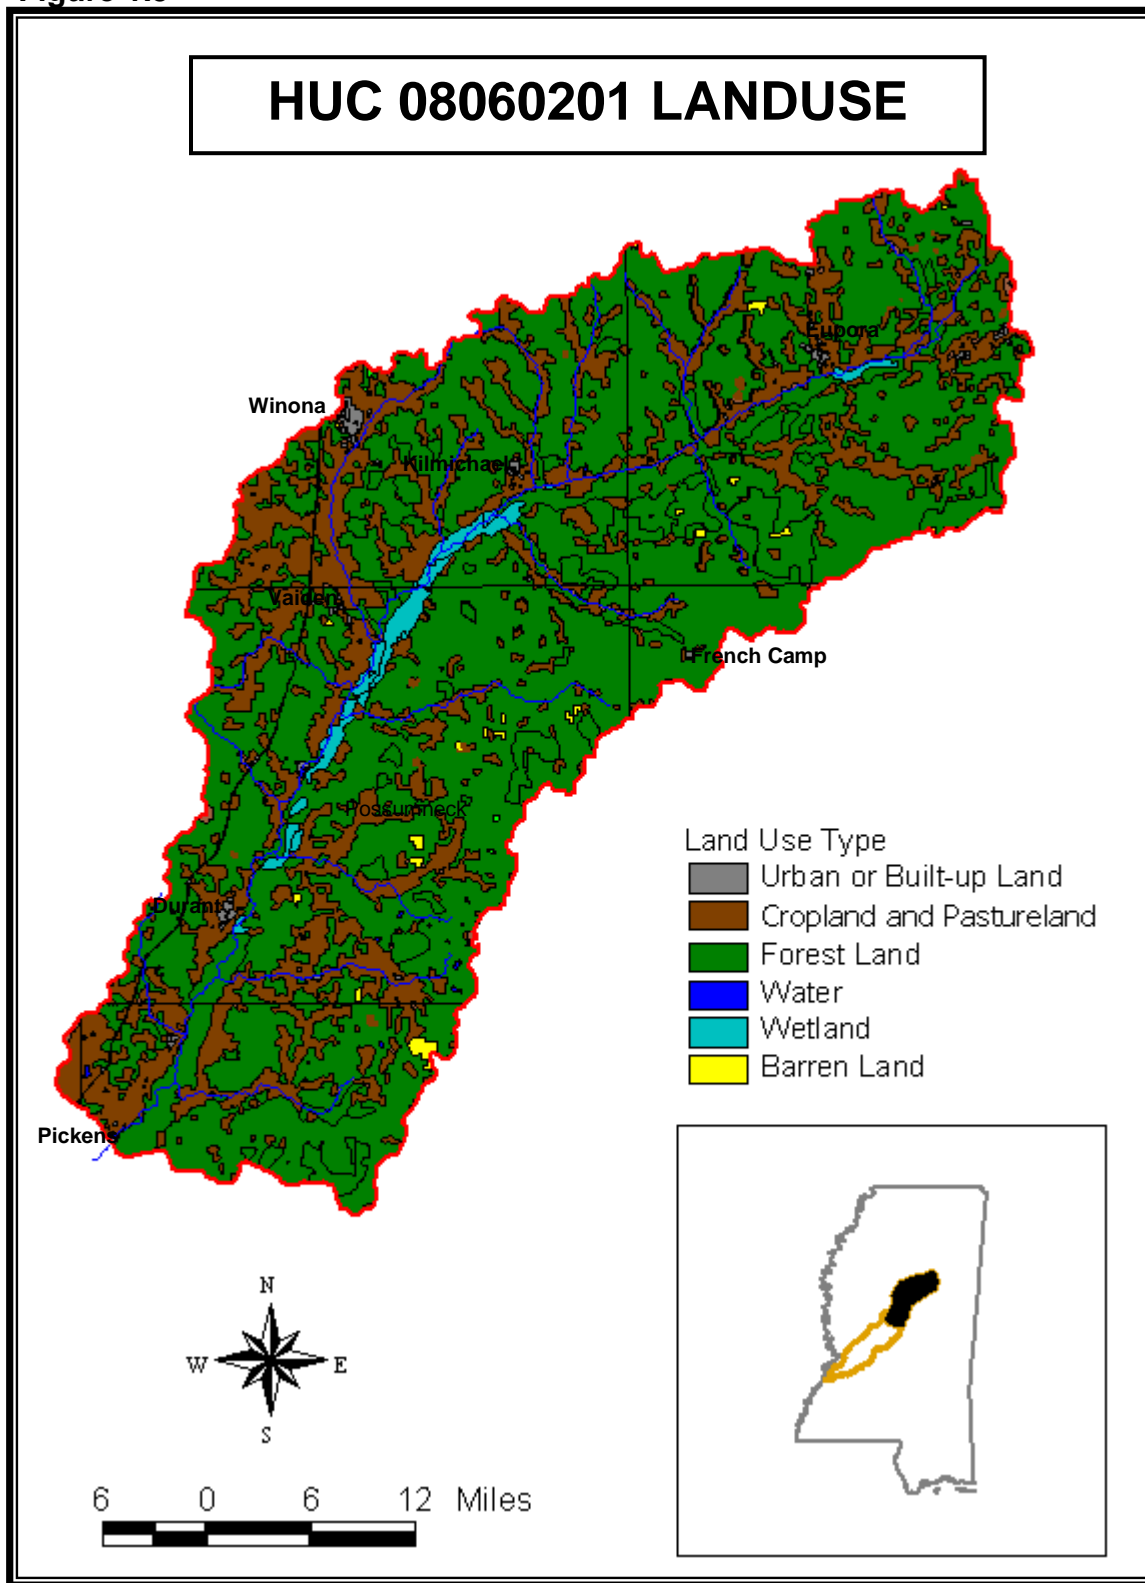 HUC 08060201 LANDUSE
Eupora
Winona
Kilmichael
Vaiden
French Camp
Possumneck
Durant
Pickens
Land Use Type
Urban or Built-up Land
Cropland and Pastureland
Forest Land
Water
Wetland
Barren Land
N
W E
S
6 0 6 12 Miles